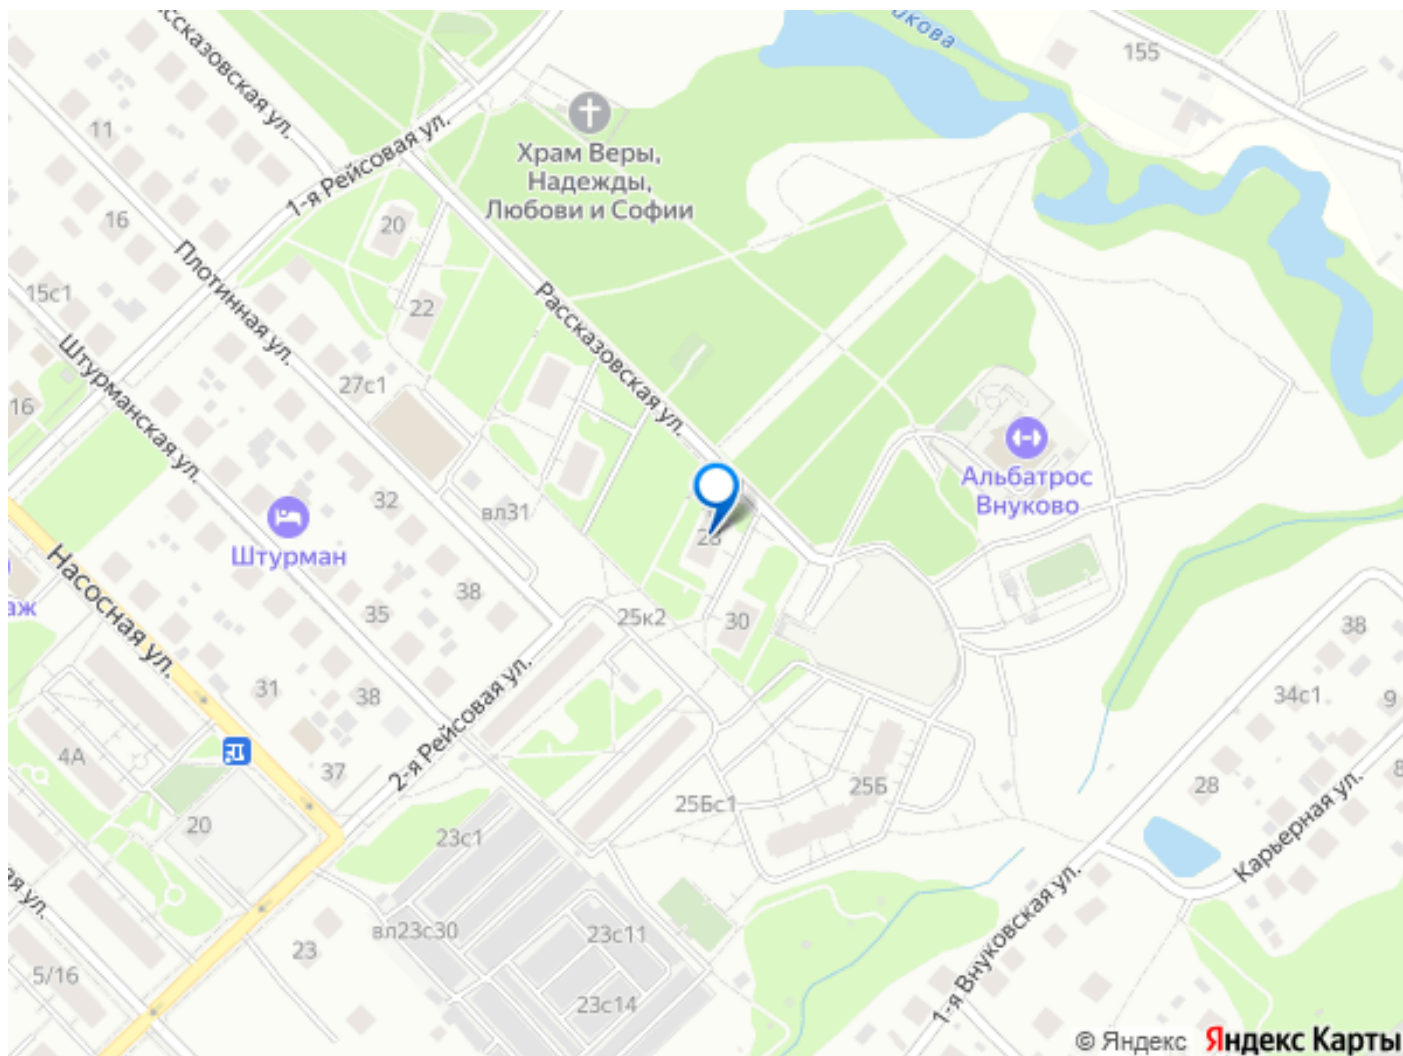 155
Рассказовская ул.
11
1-я Рейсовая ул.
Храм Веры,
Надежды,
Любови и Софии
16
20
Плотинная ул.
15с1
22
Рассказовская ул.
Штурманская ул.
27с1
16
32
вл31
Альбатрос
Внуково
Штурман
Насосная ул.
38
35
25к2
30
38
31
38
34с1
9
2-я Рейсовая ул.
4А
37
25Б
28
25Бс1
20
23с1
Карьерная ул.
вл23с30
23с11
23
1-я Внуковская ул.
5/16
23с14
© Яндекс Яндекс Карты